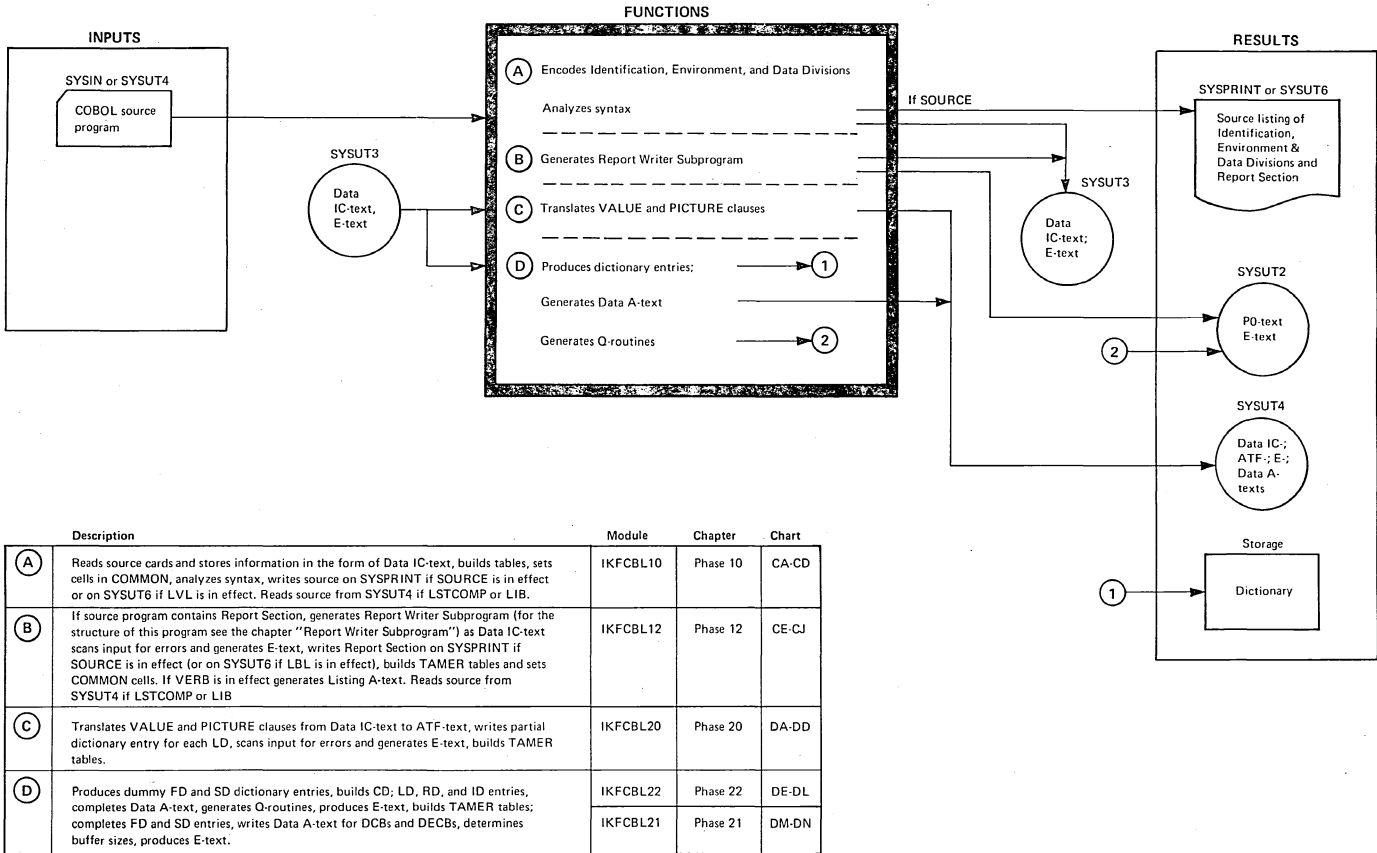 FUNCTIONS
INPUTS
RESULTS
SYSIN or SYSUT4
COBOL source
program
SYSUT3
Data
IC-text,
E-text
A Encodes Identification, Environment, and Data Divisions
Analyzes syntax
B Generates Report Writer Subprogram
C Translates VALUE and PICTURE clauses
D Produces dictionary entries; 1
Generates Data A-text
Generates Q-routines 2
If SOURCE
SYSPRINT or SYSUT6
Source listing of
Identification,
Environment &
Data Divisions and
Report Section
SYSUT3
Data
IC-text;
E-text
SYSUT2
P0-text
E-text
2
SYSUT4
Data IC-;
ATF-; E-;
Data A-
texts
Storage
Dictionary
1
Description Module Chapter Chart
A Reads source cards and stores information in the form of Data IC-text, builds tables, sets IKFCBL10 Phase 10 CA-CD
cells in COMMON, analyzes syntax, writes source on SYSPRINT if SOURCE is in effect
or on SYSUT6 if LVL is in effect. Reads source from SYSUT4 if LSTCOMP or LIB.
B If source program contains Report Section, generates Report Writer Subprogram (for the IKFCBL12 Phase 12 CE-CJ
structure of this program see the chapter "Report Writer Subprogram") as Data IC-text
scans input for errors and generates E-text, writes Report Section on SYSPRINT if
SOURCE is in effect (or on SYSUT6 if LBL is in effect), builds TAMER tables and sets
COMMON cells. If VERB is in effect generates Listing A-text. Reads source from
SYSUT4 if LSTCOMP or LIB
C Translates VALUE and PICTURE clauses from Data IC-text to ATF-text, writes partial IKFCBL20 Phase 20 DA-DD
dictionary entry for each LD, scans input for errors and generates E-text, builds TAMER
tables.
D Produces dummy FD and SD dictionary entries, builds CD; LD, RD, and ID entries, IKFCBL22 Phase 22 DE-DL
completes Data A-text, generates Q-routines, produces E-text, builds TAMER tables;
completes FD and SD entries, writes Data A-text for DCBs and DECBs, determines IKFCBL21 Phase 21 DM-DN
buffer sizes, produces E-text.